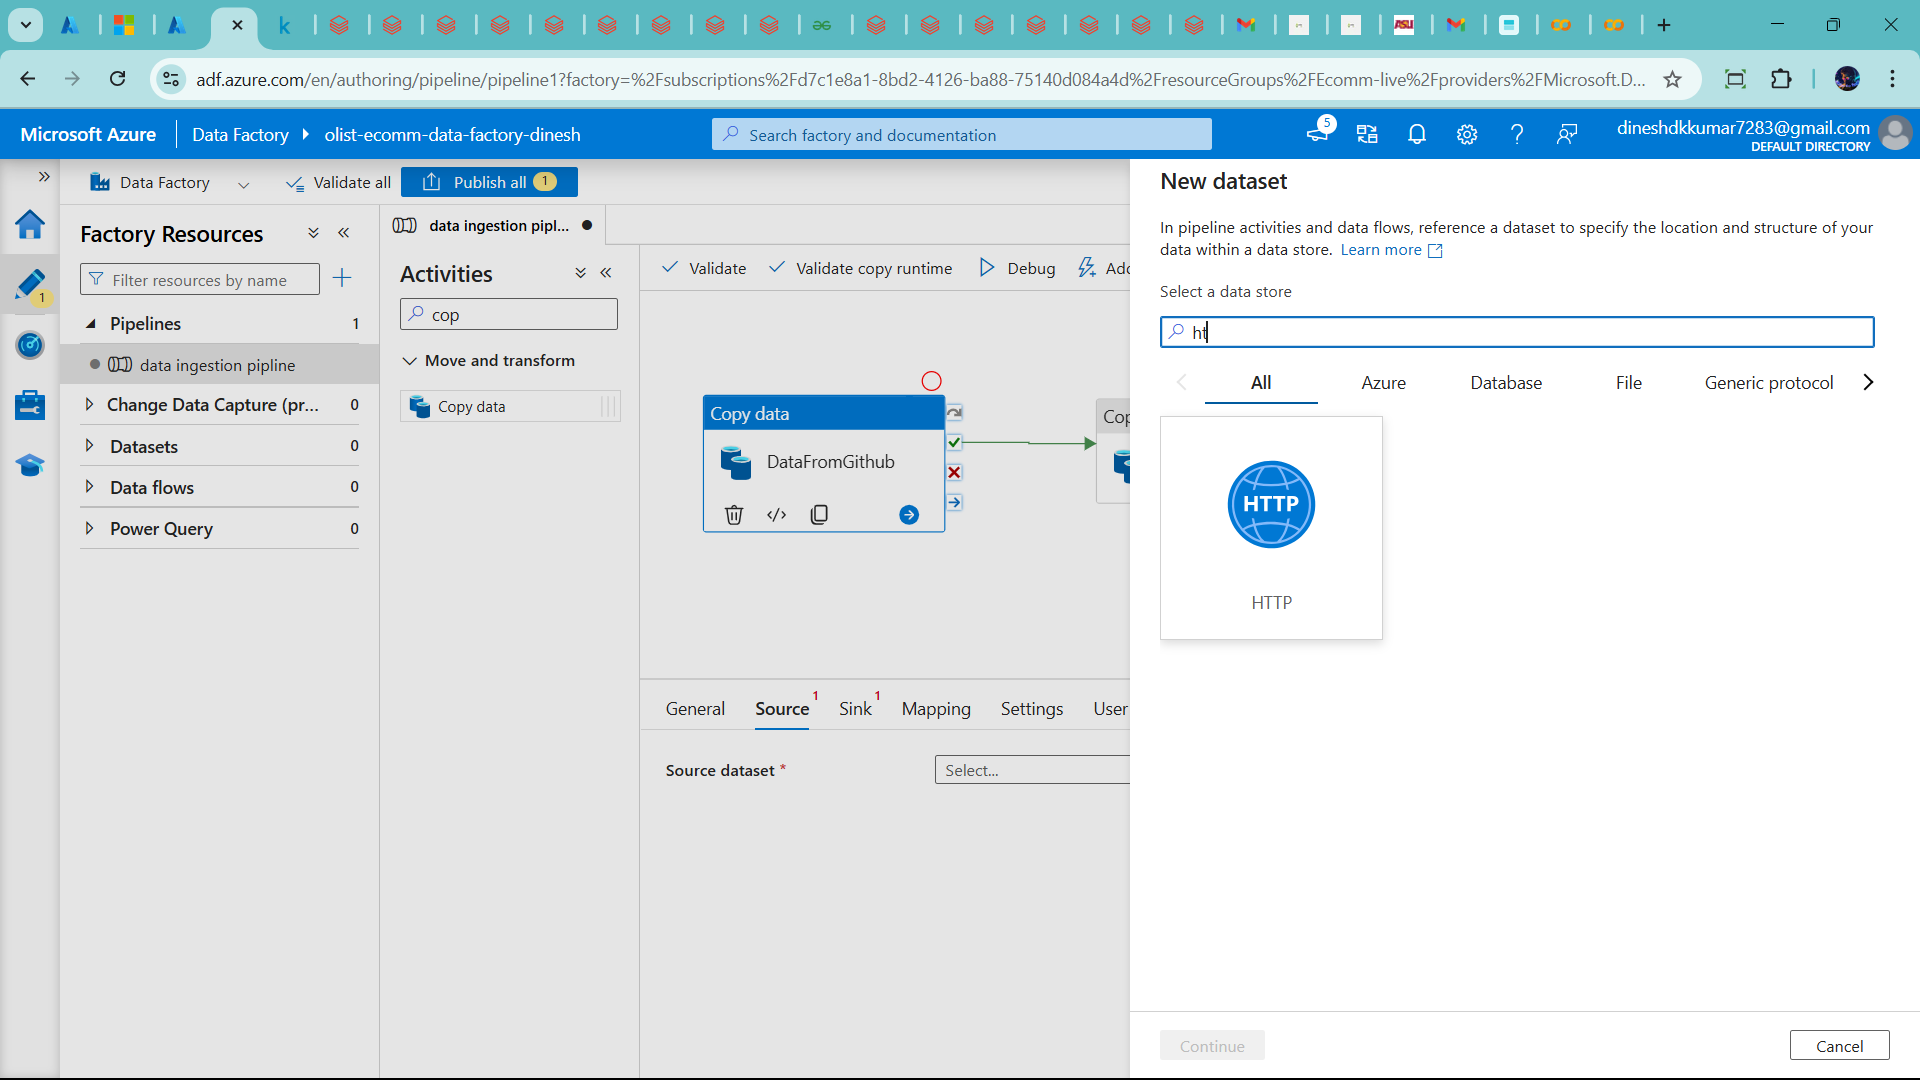 adf.azure.com/en/authoring/pipeline/pipeline1?factory=%2Fsubscriptions%2Fd7c1e8a1-8bd2-4126-ba88-75140d084a4d%2FresourceGroups%2FEcomm-live%2Fproviders%2FMicrosoft.D...
Microsoft Azure
Data Factory
olist-ecomm-data-factory-dinesh
Search factory and documentation
5
dineshdkkumar7283@gmail.com
DEFAULT DIRECTORY
Data Factory
Validate all
Publish all
1
1
Factory Resources
Filter resources by name
Pipelines 1
data ingestion pipline
Change Data Capture (pr... 0
Datasets 0
Data flows 0
Power Query 0
data ingestion pipl...
Activities
cop
Move and transform
Copy data
Validate
Validate copy runtime
Debug
Adc
Copy data
DataFromGithub
Cop
General
Source 1
Sink 1
Mapping
Settings
User
Source dataset *
Select...
New dataset
In pipeline activities and data flows, reference a dataset to specify the location and structure of your
data within a data store. Learn more
Select a data store
ht
All
Azure
Database
File
Generic protocol
HTTP
HTTP
Continue
Cancel